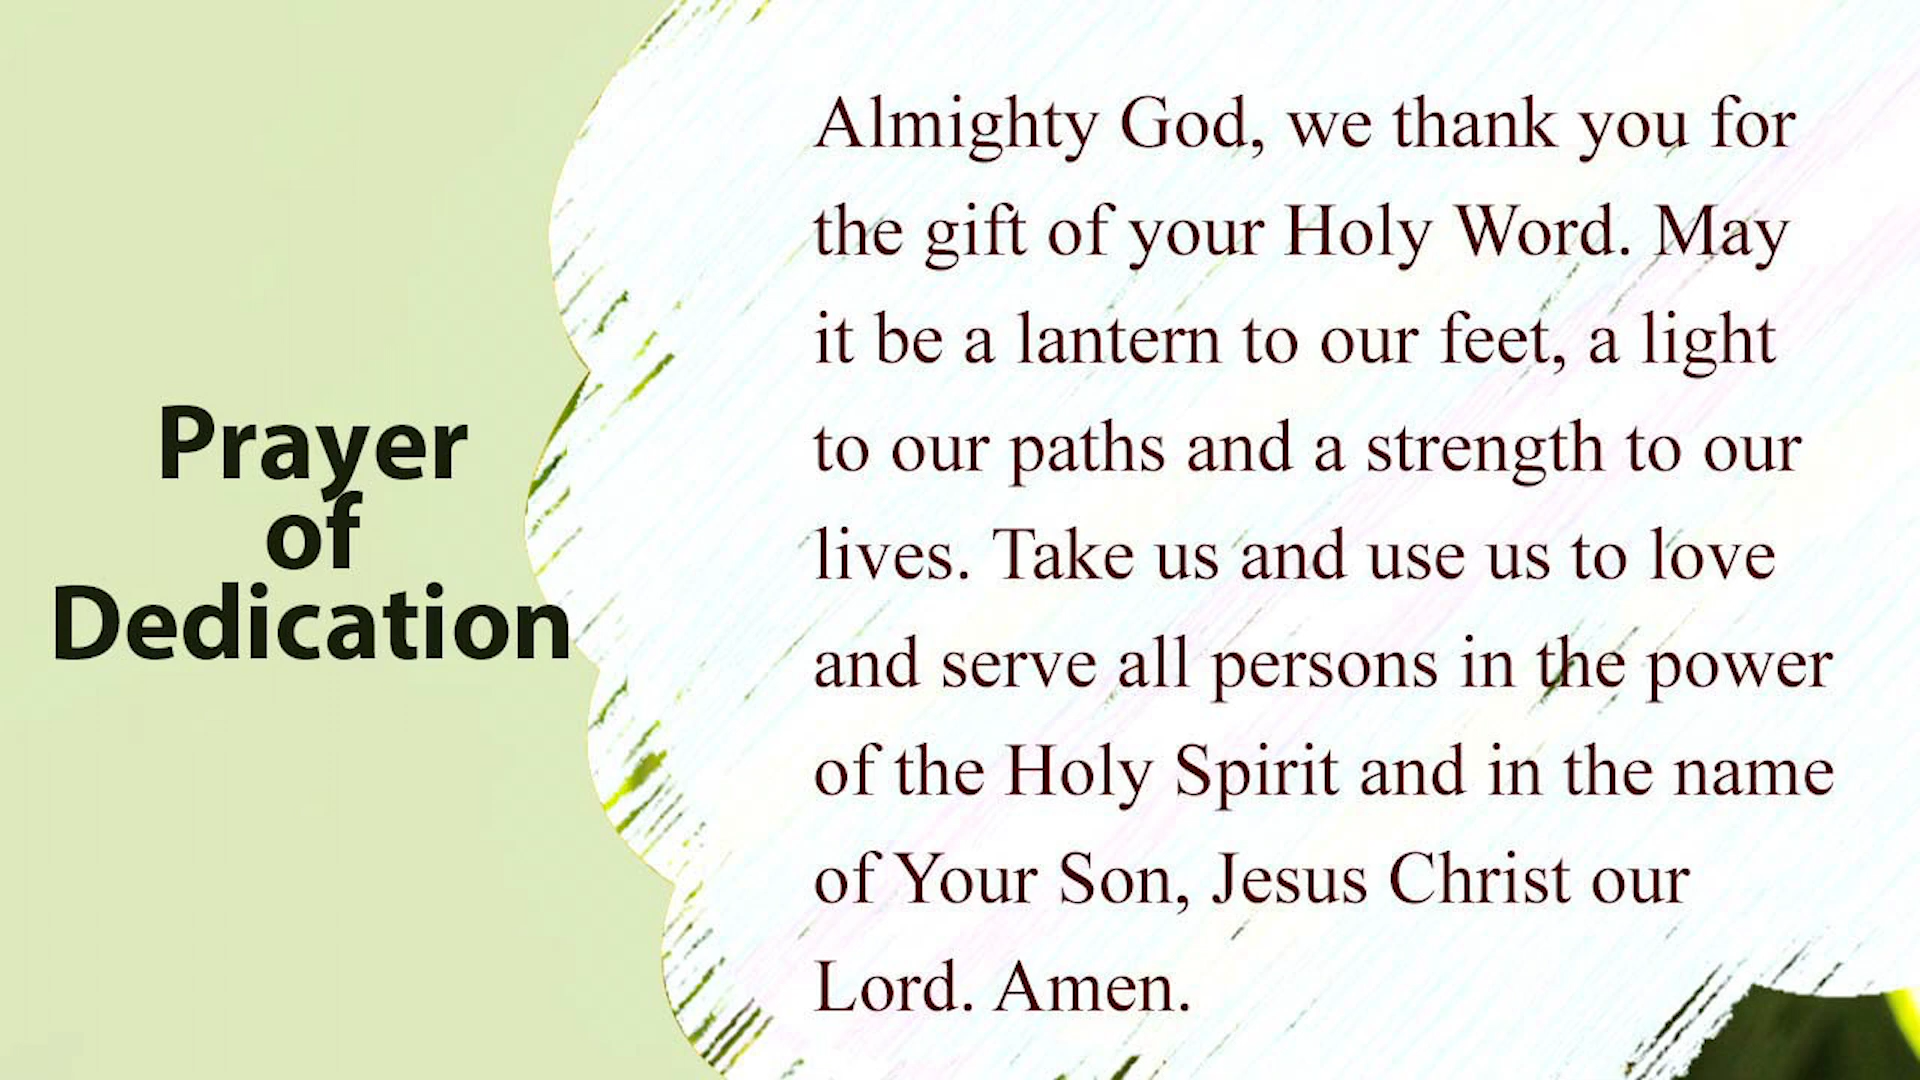 Prayer
of
Dedication
Almighty God, we thank you for
the gift of your Holy Word. May
it be a lantern to our feet, a light
to our paths and a strength to our
lives. Take us and use us to love
and serve all persons in the power
of the Holy Spirit and in the name
of Your Son, Jesus Christ our
Lord. Amen.